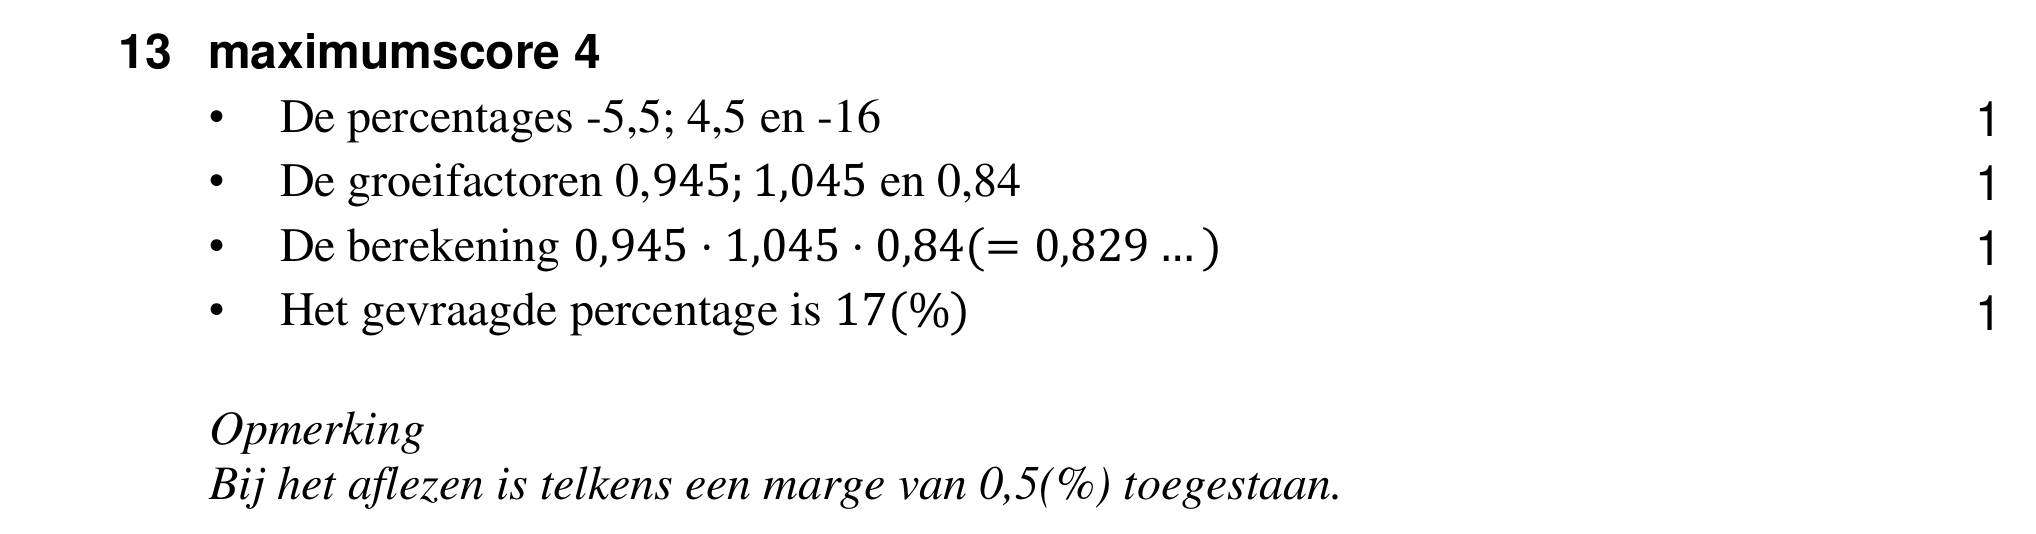 13 maximumscore 4
• De percentages -5,5; 4,5 en -16 1
• De groeifactoren 0,945; 1,045 en 0,84 1
• De berekening 0,945 · 1,045 · 0,84(= 0,829 … ) 1
• Het gevraagde percentage is 17(%) 1
Opmerking
Bij het aflezen is telkens een marge van 0,5(%) toegestaan.